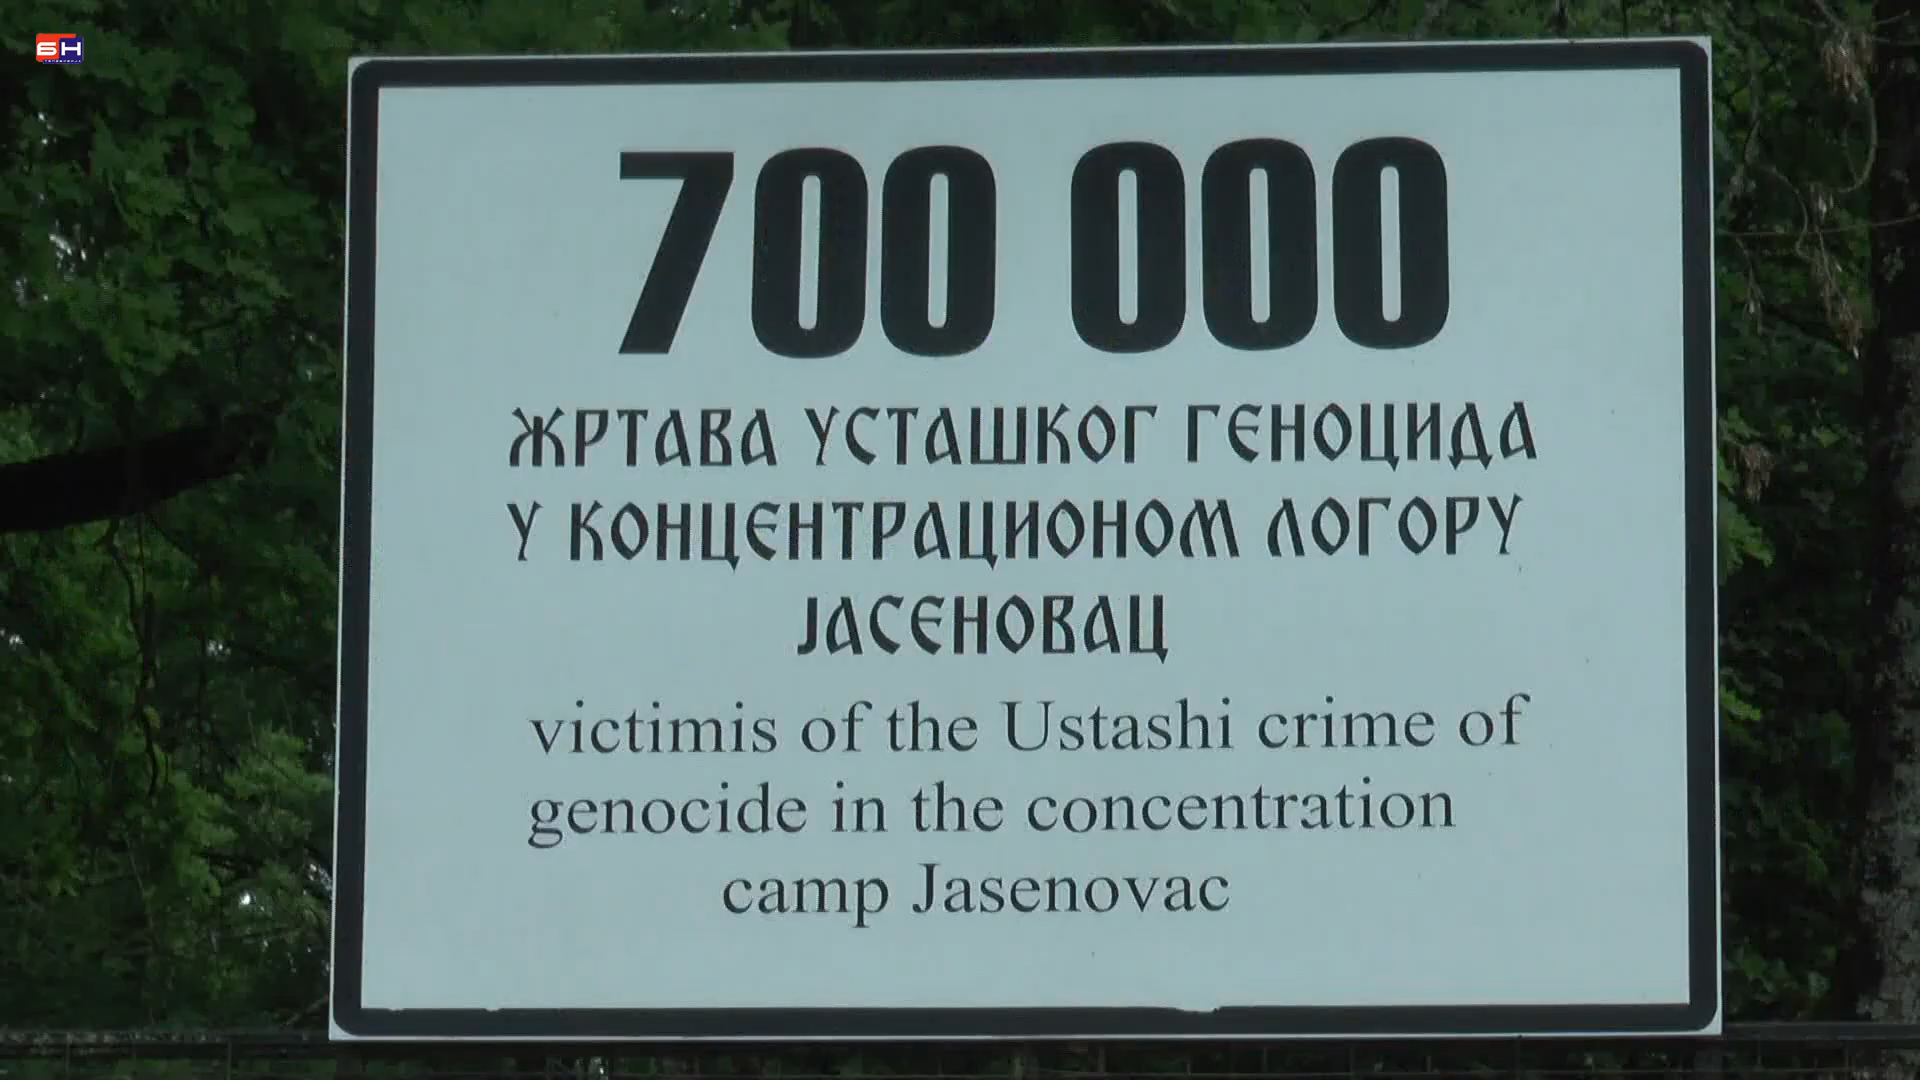 БН
700 000
ЖРТАВА УСТАШКОГ ГЕНОЦИДА
У КОНЦЕНТРАЦИОНОМ ЛОГОРУ
ЈАСЕНОВАЦ
victimis of the Ustashi crime of
genocide in the concentration
camp Jasenovac